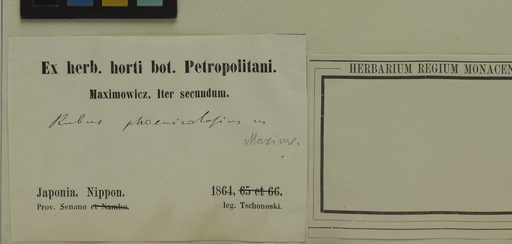 Ex herb. horti bot. Petropolitani.
Maximowicz. Iter secundum.
Rubus phoenicolasius m
Maxim.
Japonia. Nippon.
1864, 65 et 66.
Prov. Senano et Nambu.
leg. Tschonoski.
HERBARIUM REGIUM MONACEN